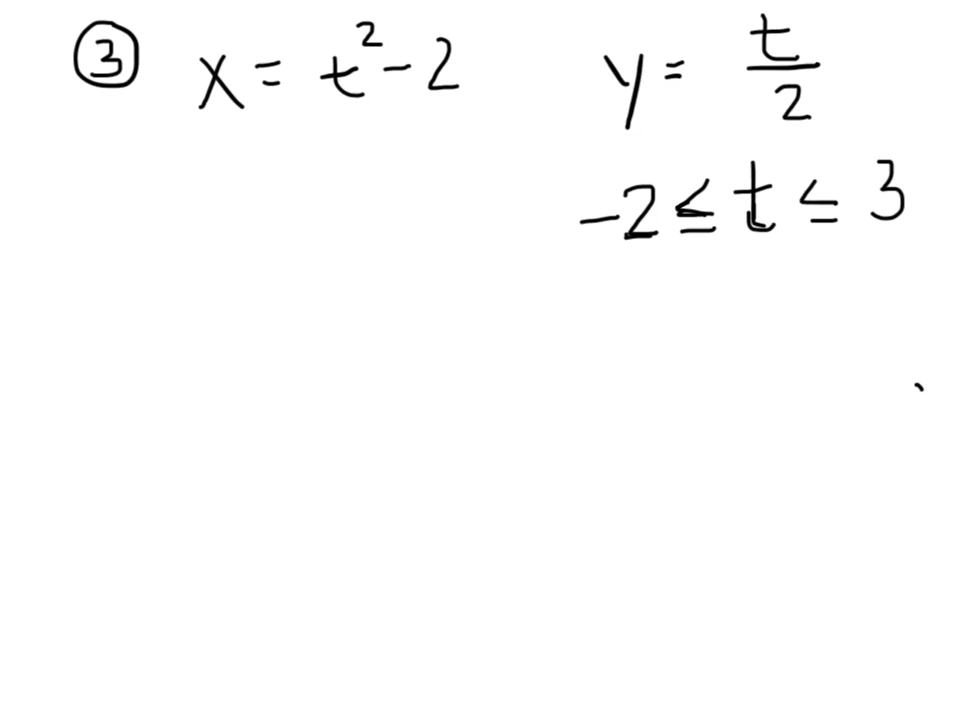 ③ x = t² - 2 y = t/2
-2 ≤ t ≤ 3